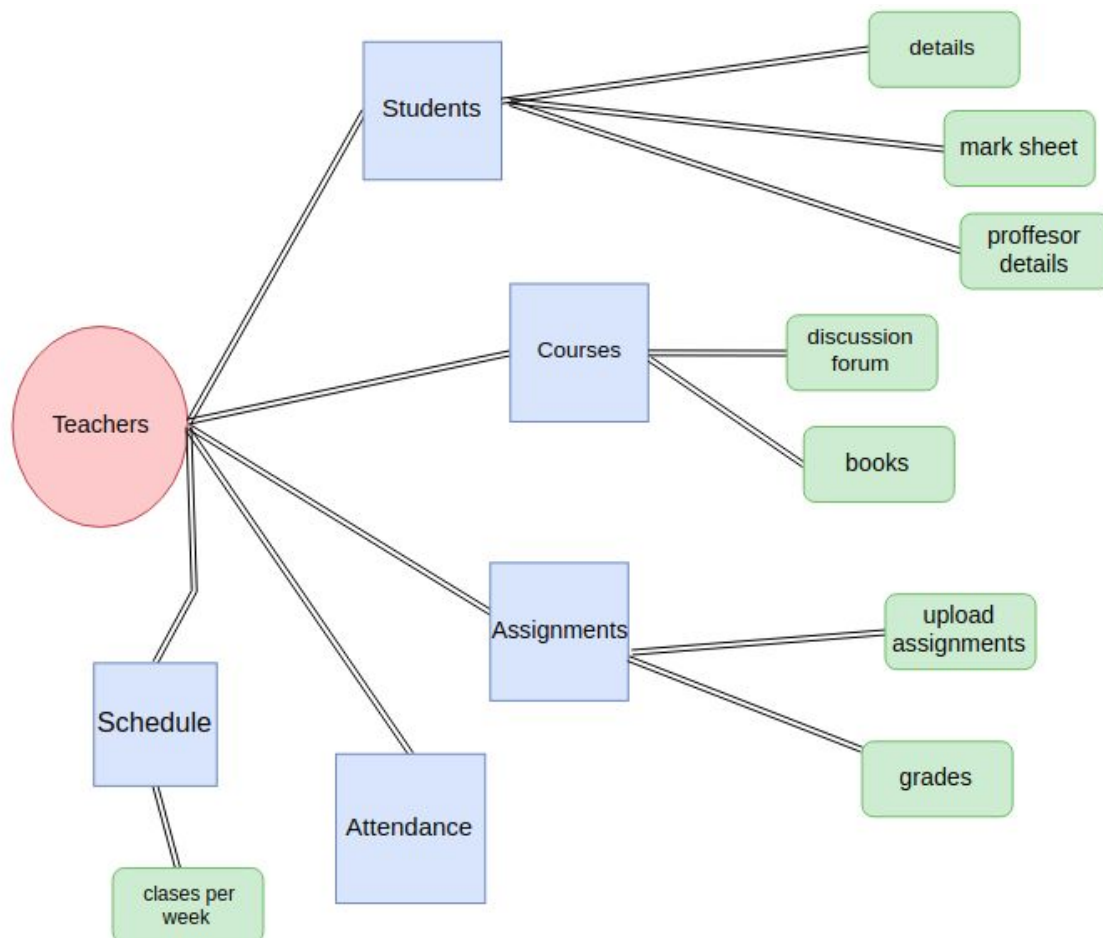 details
Students
mark sheet
proffesor
details
Courses
discussion
forum
Teachers
books
upload
assignments
Assignments
Schedule
grades
Attendance
clases per
week